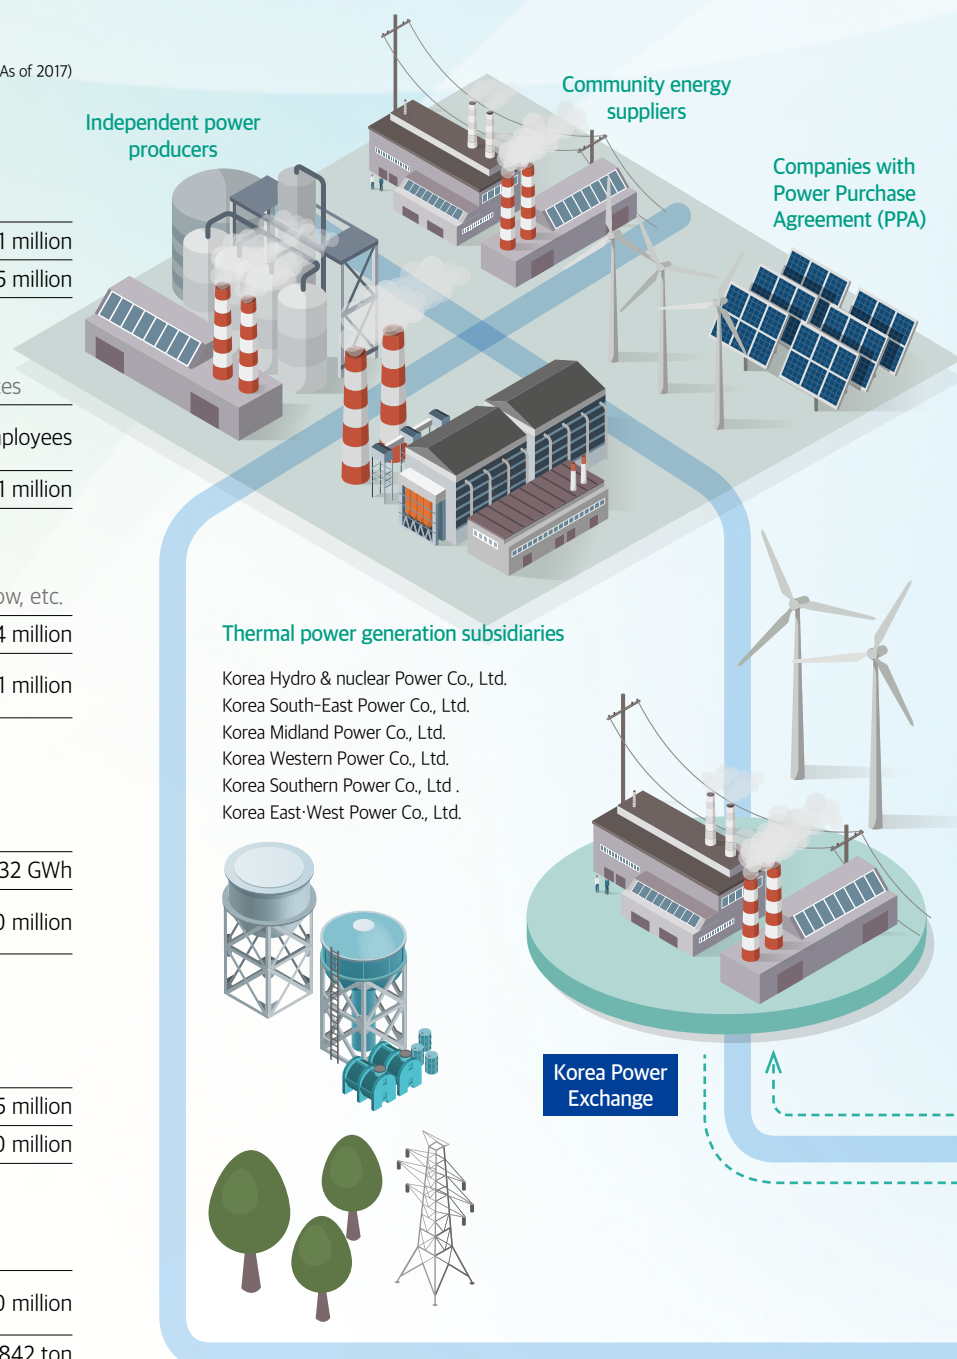 As of 2017)
1 million
5 million
es
ployees
1 million
ow, etc.
4 million
1 million
32 GWh
0 million
5 million
0 million
0 million
842 ton
Independent power
producers
Community energy
suppliers
Companies with
Power Purchase
Agreement (PPA)
Thermal power generation subsidiaries
Korea Hydro & nuclear Power Co., Ltd.
Korea South-East Power Co., Ltd.
Korea Midland Power Co., Ltd.
Korea Western Power Co., Ltd.
Korea Southern Power Co., Ltd .
Korea East·West Power Co., Ltd.
Korea Power
Exchange